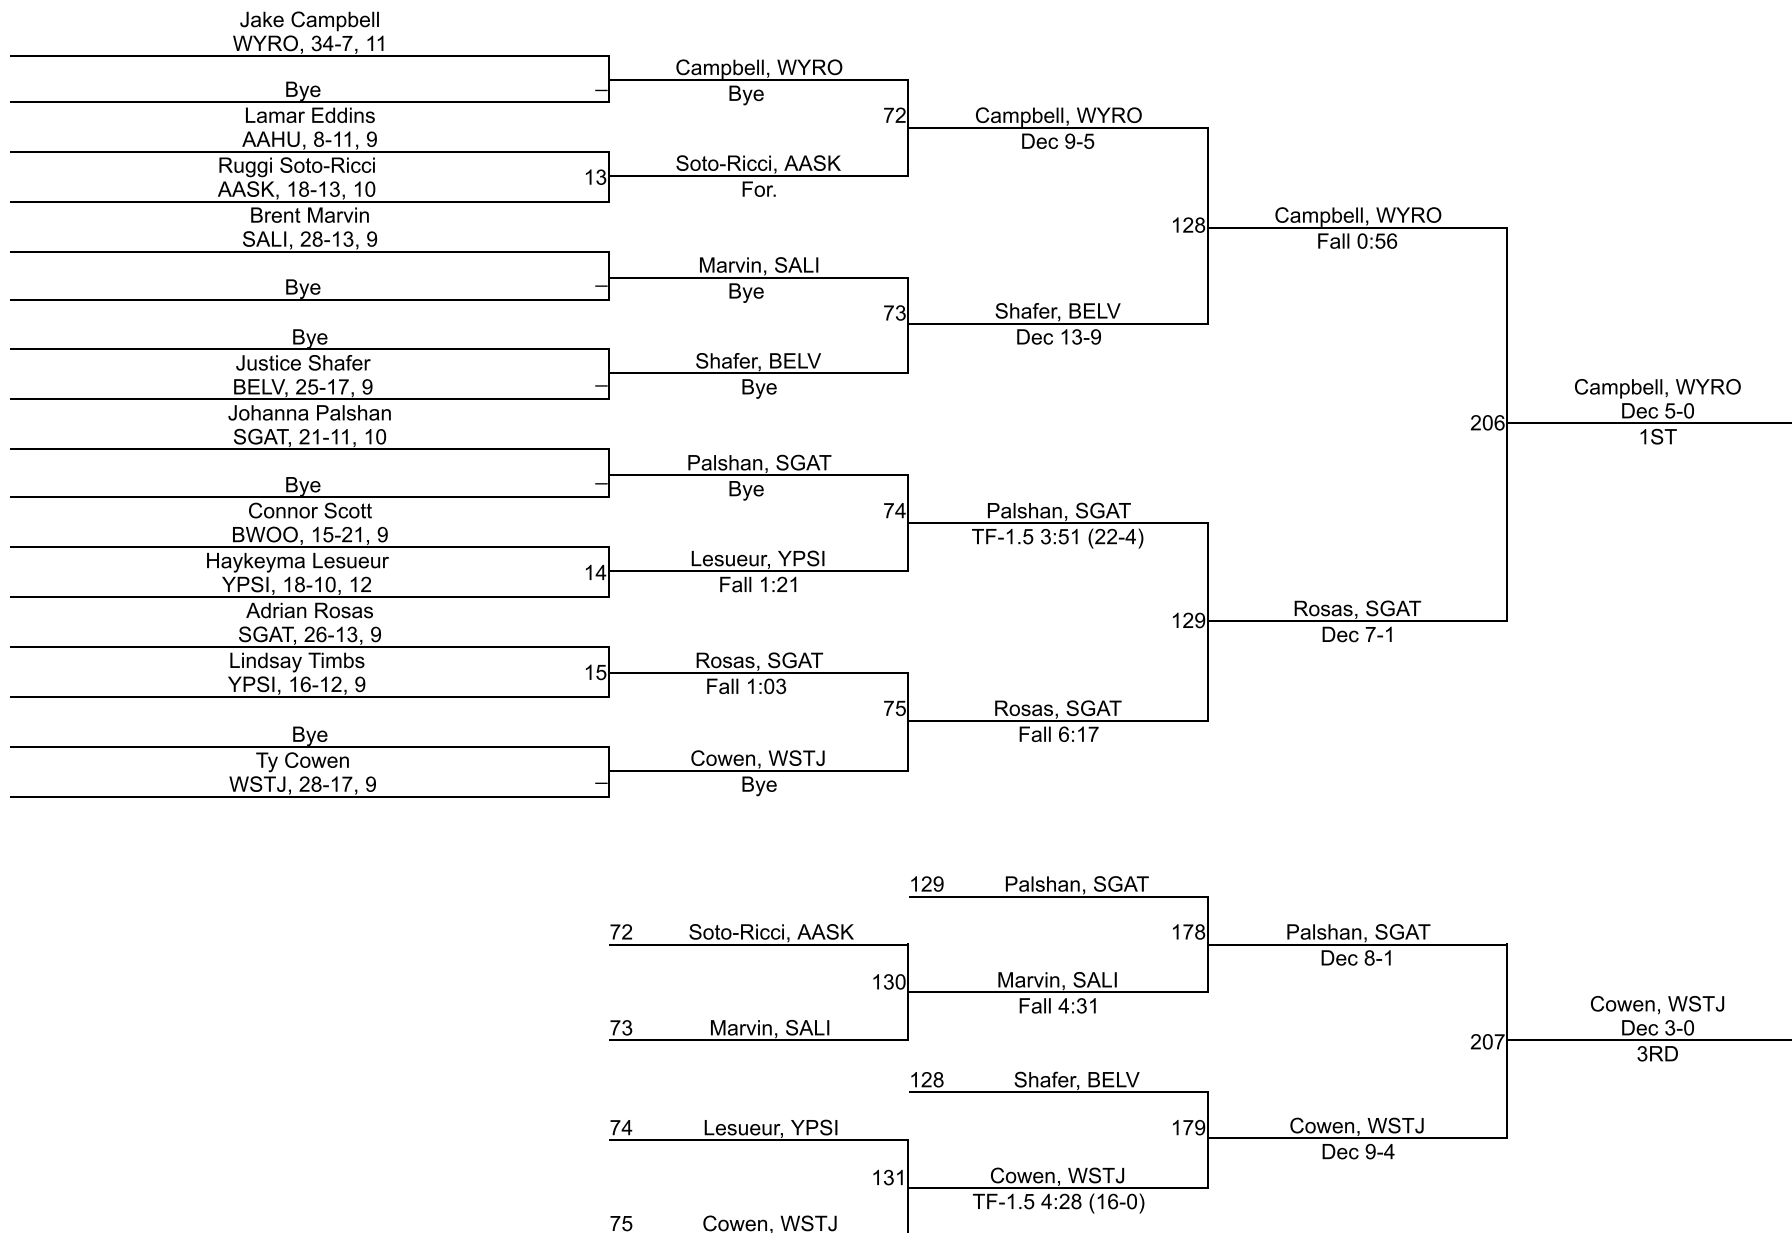 Jake Campbell
WYRO, 34-7, 11
Bye
–
Lamar Eddins
AAHU, 8-11, 9
Ruggi Soto-Ricci
AASK, 18-13, 10
13
Brent Marvin
SALI, 28-13, 9
Bye
–
Bye
Justice Shafer
BELV, 25-17, 9
–
Johanna Palshan
SGAT, 21-11, 10
Bye
–
Connor Scott
BWOO, 15-21, 9
Haykeyma Lesueur
YPSI, 18-10, 12
14
Adrian Rosas
SGAT, 26-13, 9
Lindsay Timbs
YPSI, 16-12, 9
15
Bye
Ty Cowen
WSTJ, 28-17, 9
–
Campbell, WYRO
Bye
72
Soto-Ricci, AASK
For.
Marvin, SALI
Bye
73
Shafer, BELV
Bye
Palshan, SGAT
Bye
74
Lesueur, YPSI
Fall 1:21
Rosas, SGAT
Fall 1:03
75
Cowen, WSTJ
Bye
Campbell, WYRO
Dec 9-5
128
Shafer, BELV
Dec 13-9
Palshan, SGAT
TF-1.5 3:51 (22-4)
129
Rosas, SGAT
Fall 6:17
Campbell, WYRO
Fall 0:56
206
Rosas, SGAT
Dec 7-1
Campbell, WYRO
Dec 5-0
1ST
72 Soto-Ricci, AASK
130
73 Marvin, SALI
74 Lesueur, YPSI
131
75 Cowen, WSTJ
129 Palshan, SGAT
178
Marvin, SALI
Fall 4:31
128 Shafer, BELV
179
Cowen, WSTJ
TF-1.5 4:28 (16-0)
Palshan, SGAT
Dec 8-1
207
Cowen, WSTJ
Dec 9-4
Cowen, WSTJ
Dec 3-0
3RD